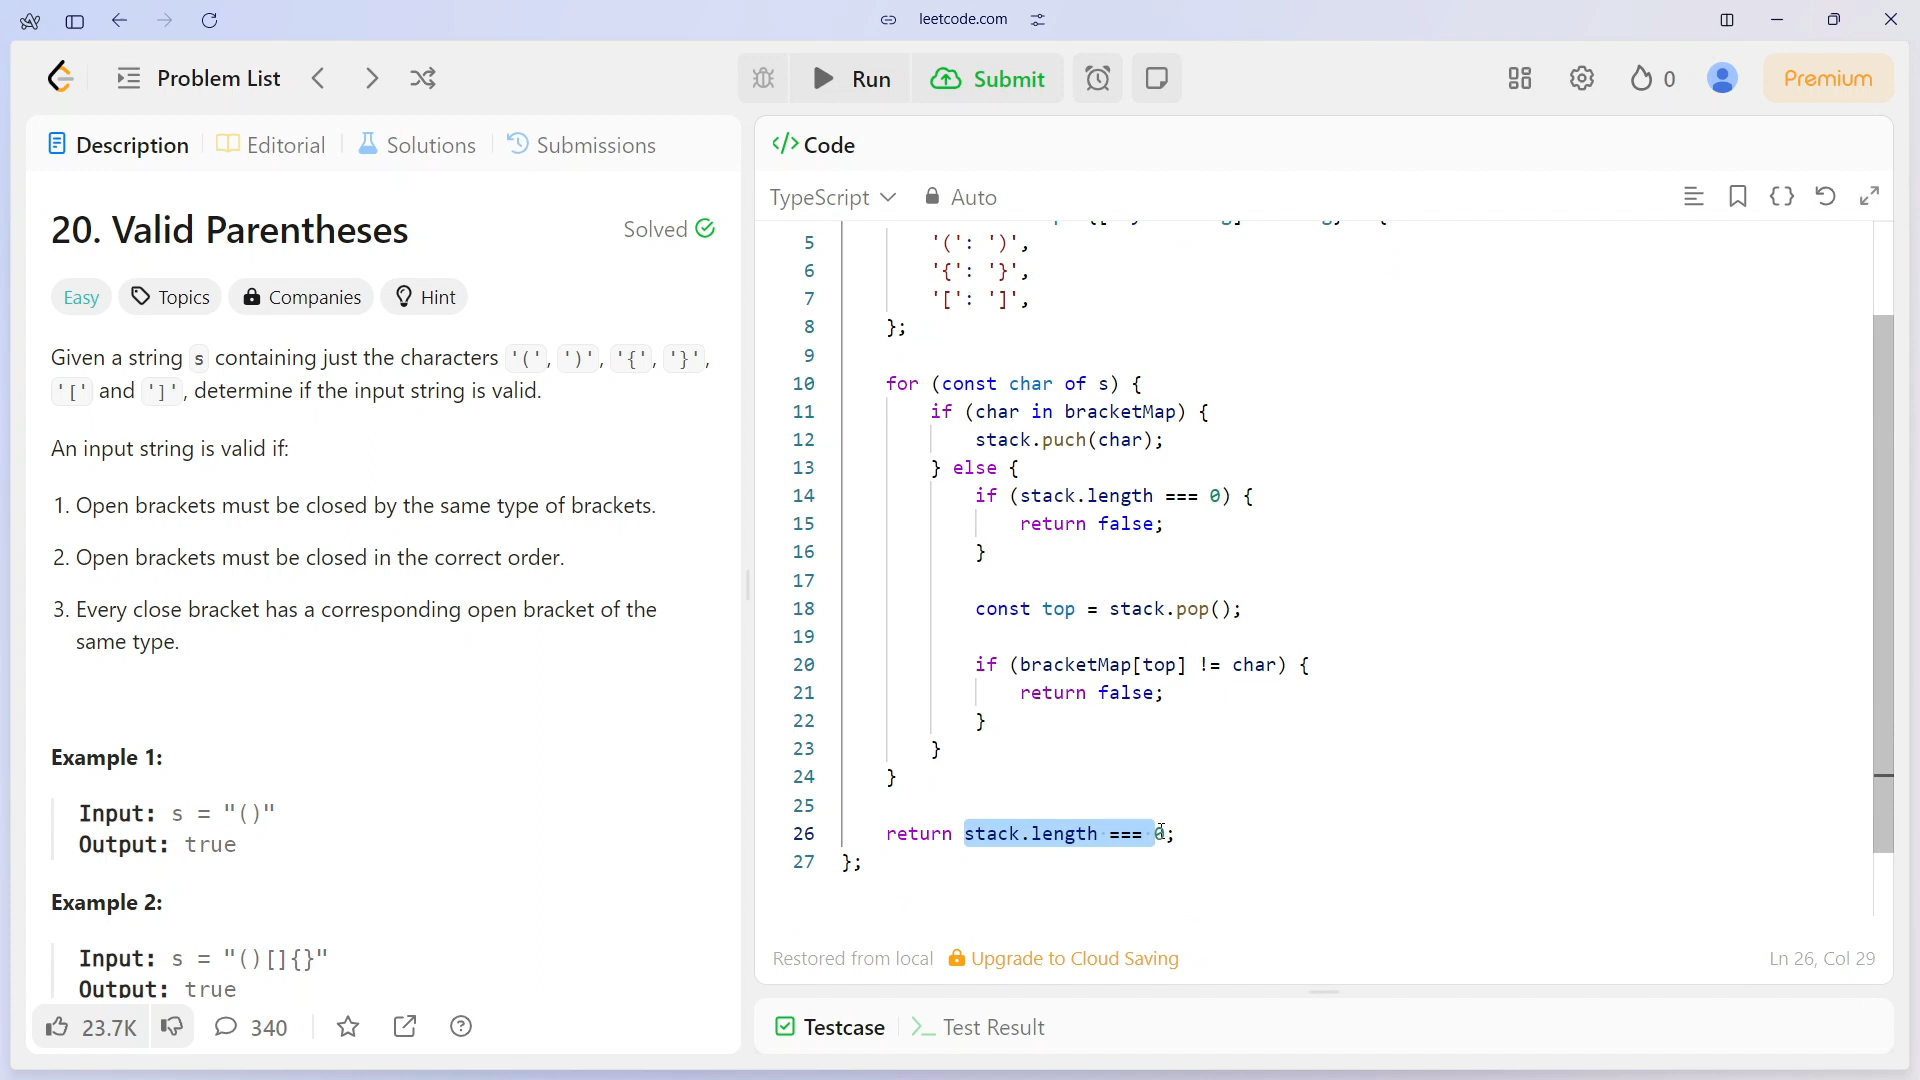 leetcode.com
Problem List
Run
Submit
0
Premium
Description
Editorial
Solutions
Submissions
20. Valid Parentheses
Solved
Easy
Topics
Companies
Hint
Given a string s containing just the characters '(', ')', '{', '}',
'[' and ']', determine if the input string is valid.
An input string is valid if:
1. Open brackets must be closed by the same type of brackets.
2. Open brackets must be closed in the correct order.
3. Every close bracket has a corresponding open bracket of the
same type.
Example 1:
Input: s = "()"
Output: true
Example 2:
Input: s = "()[]{}"
Output: true
23.7K
340
</> Code
TypeScript
Auto
5 '(': ')',
6 '{': '}',
7 '[': ']',
8 };
9
10 for (const char of s) {
11 if (char in bracketMap) {
12 stack.puch(char);
13 } else {
14 if (stack.length === 0) {
15 return false;
16 }
17
18 const top = stack.pop();
19
20 if (bracketMap[top] != char) {
21 return false;
22 }
23 }
24 }
25
26 return stack.length === 0;
27 };
Restored from local
Upgrade to Cloud Saving
Ln 26, Col 29
Testcase
Test Result